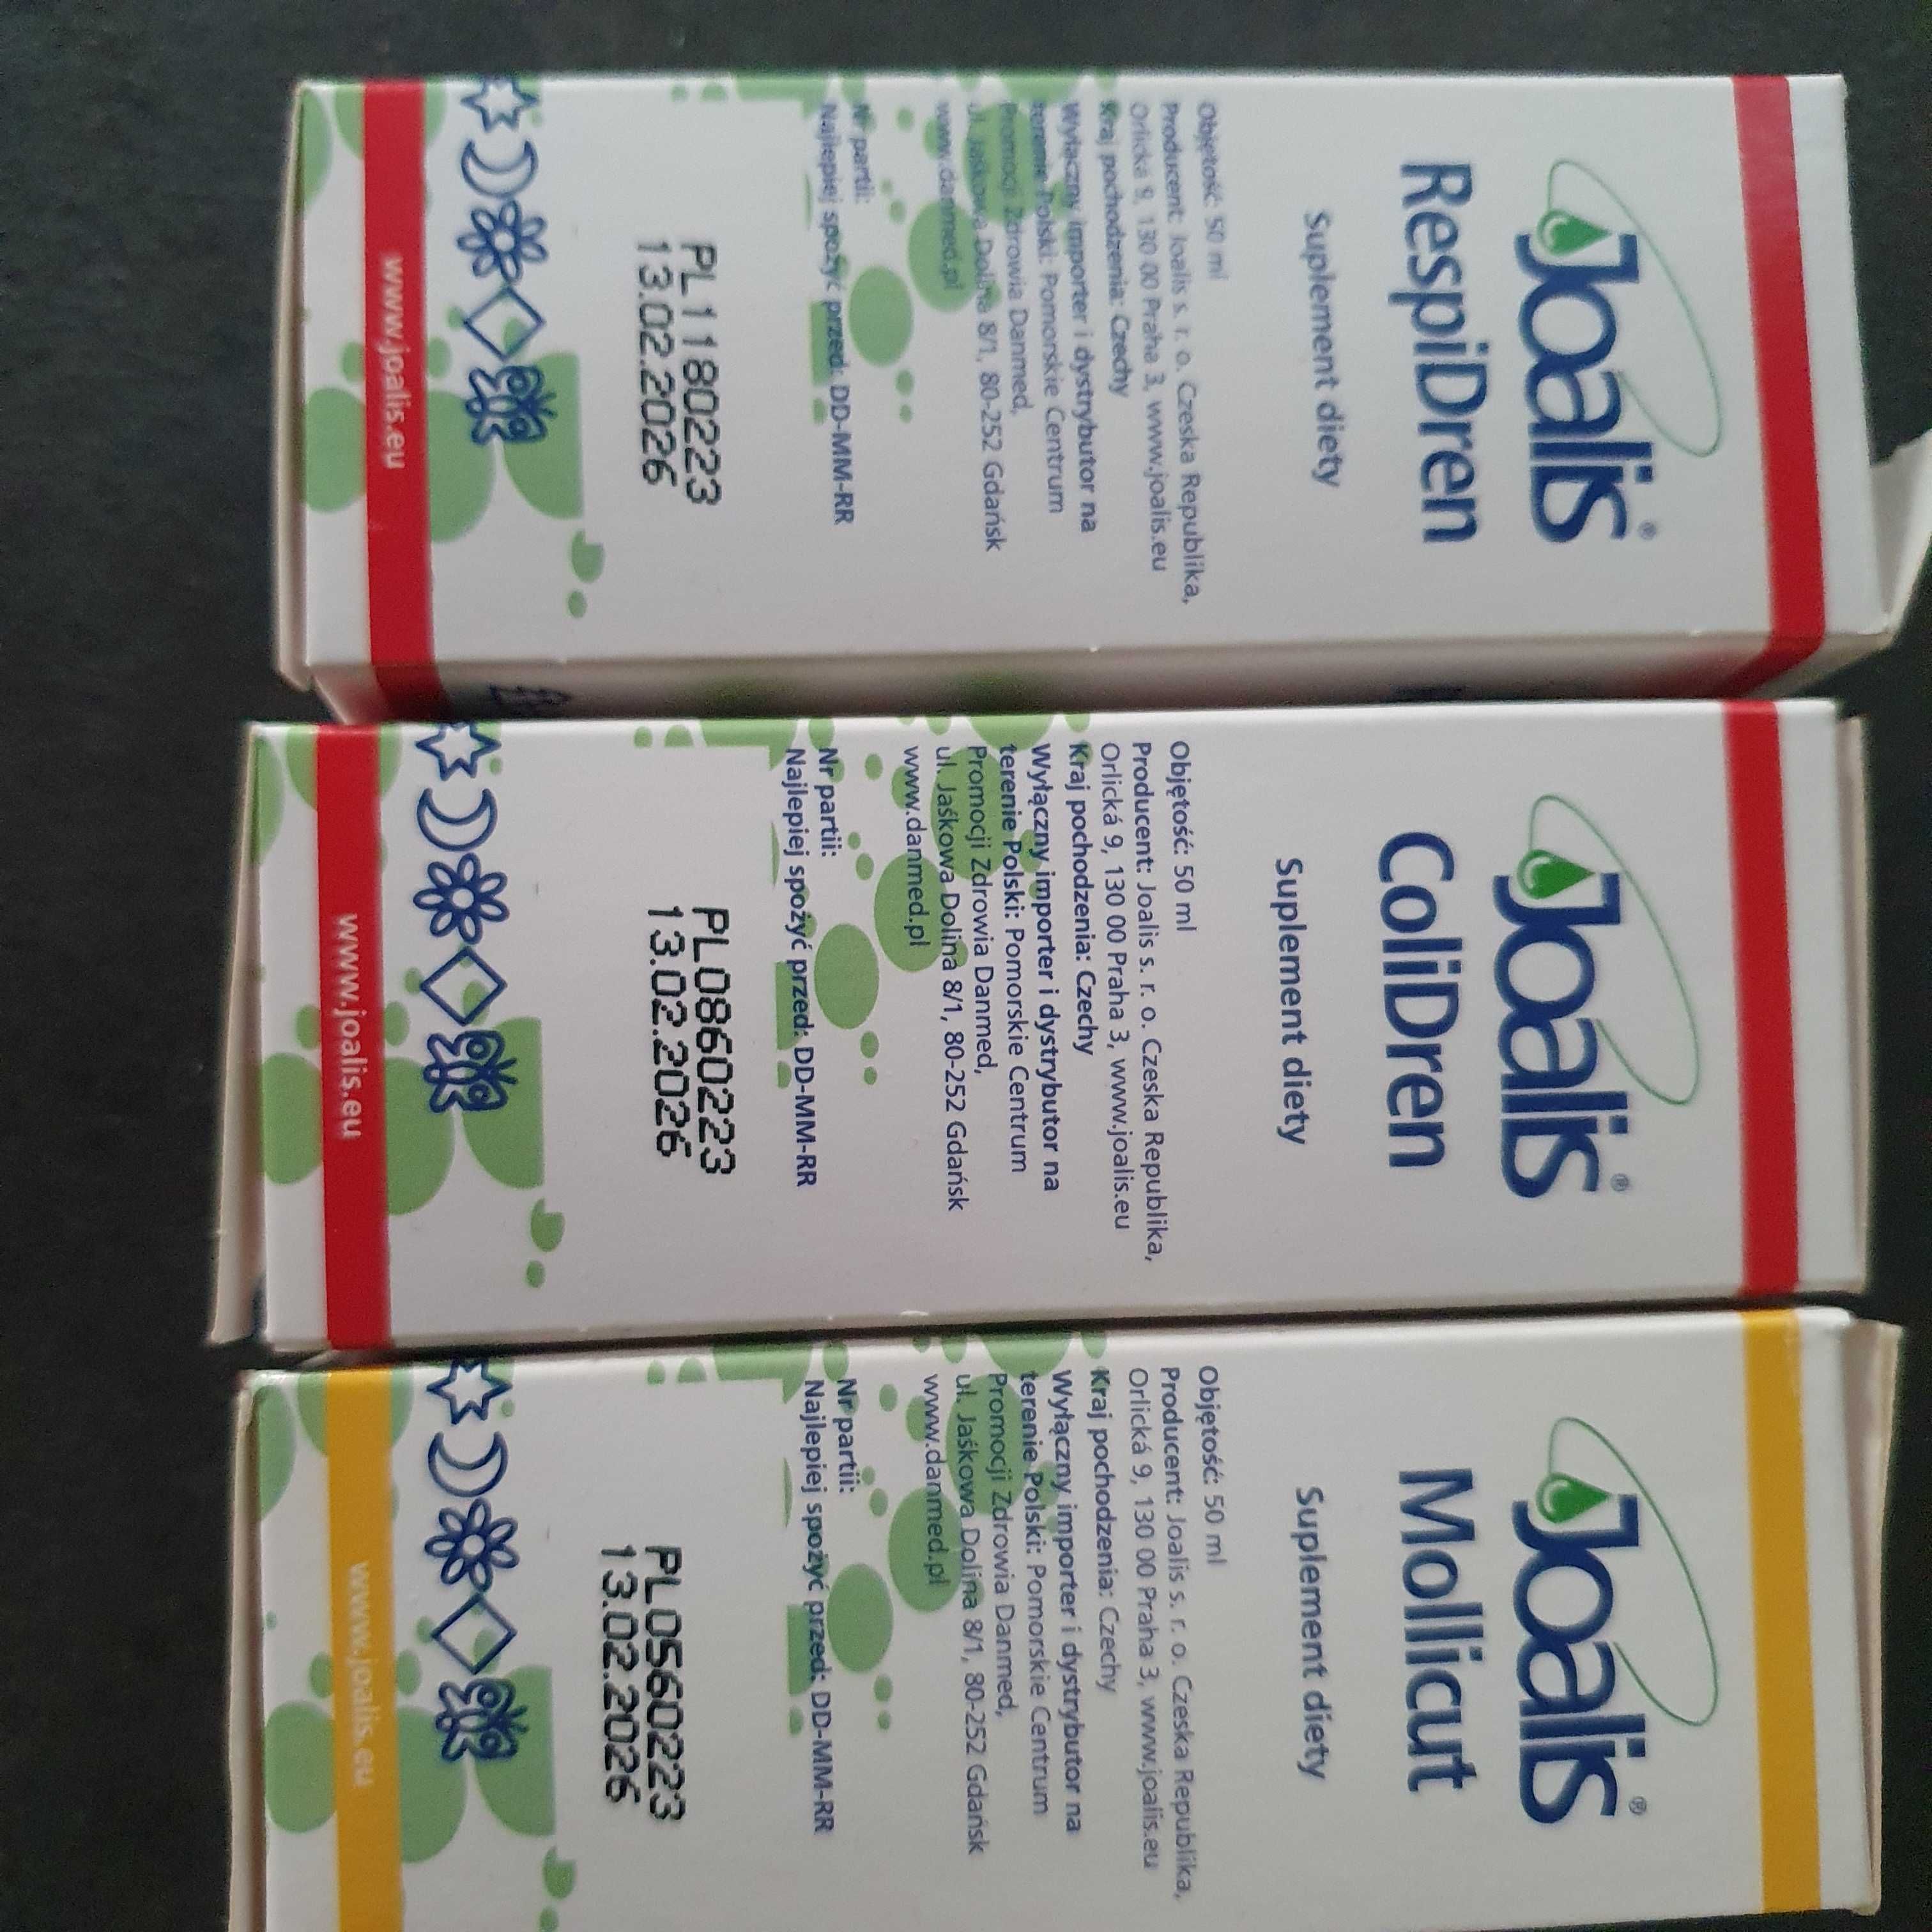 Joalis®
RespiDren
Suplement diety
Objętość: 50 ml
Producent: Joalis s. r. o. Czeska Republika,
Orlická 9, 130 00 Praha 3, www.joalis.eu
Kraj pochodzenia: Czechy
Wyłączny importer i dystrybutor na
terenie Polski: Pomorskie Centrum
Promocji Zdrowia Danmed,
ul. Jaśkowa Dolina 8/1, 80-252 Gdańsk
www.danmed.pl
Nr partii:
Najlepiej spożyć przed: DD-MM-RR
PL1180223
13.02.2026
www.joalis.eu
Joalis®
ColiDren
Suplement diety
Objętość: 50 ml
Producent: Joalis s. r. o. Czeska Republika,
Orlická 9, 130 00 Praha 3, www.joalis.eu
Kraj pochodzenia: Czechy
Wyłączny importer i dystrybutor na
terenie Polski: Pomorskie Centrum
Promocji Zdrowia Danmed,
ul. Jaśkowa Dolina 8/1, 80-252 Gdańsk
www.danmed.pl
Nr partii:
Najlepiej spożyć przed: DD-MM-RR
PL0860223
13.02.2026
www.joalis.eu
Joalis®
Mollicut
Suplement diety
Objętość: 50 ml
Producent: Joalis s. r. o. Czeska Republika,
Orlická 9, 130 00 Praha 3, www.joalis.eu
Kraj pochodzenia: Czechy
Wyłączny importer i dystrybutor na
terenie Polski: Pomorskie Centrum
Promocji Zdrowia Danmed,
ul. Jaśkowa Dolina 8/1, 80-252 Gdańsk
www.danmed.pl
Nr partii:
Najlepiej spożyć przed: DD-MM-RR
PL0560223
13.02.2026
www.joalis.eu